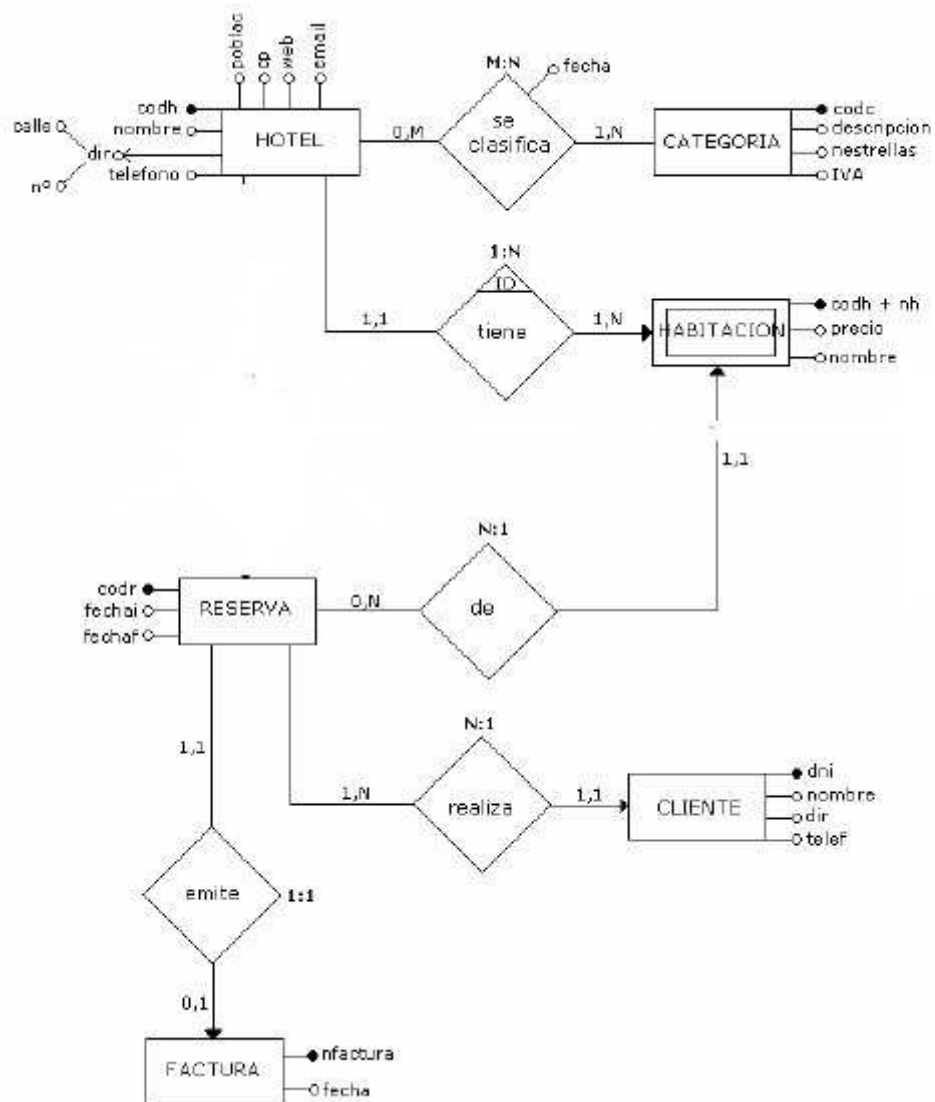 poblac
cp
web
email
codh
nombre
calle
dir
nº
telefono
HOTEL
0,M
M:N
fecha
se
clasifica
1,N
CATEGORIA
codc
descripcion
nestrellas
IVA
1:N
ID
tiene
1,1
1,N
HABITACION
codh + nh
precio
nombre
1,1
N:1
codr
fechai
fechaf
RESERVA
0,N
de
N:1
1,1
1,N
realiza
1,1
CLIENTE
dni
nombre
dir
telef
emite
1:1
0,1
FACTURA
nfactura
fecha